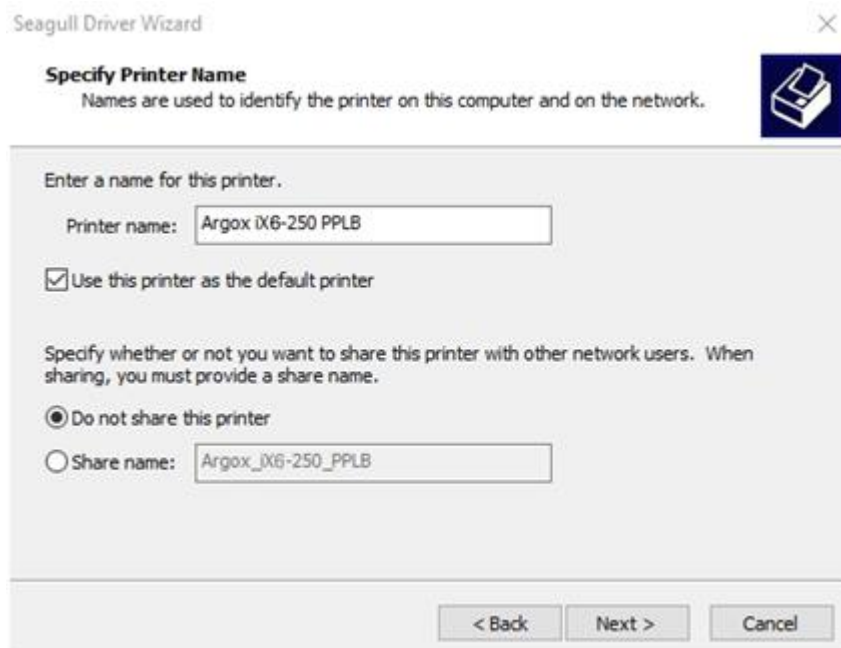 Seagull Driver Wizard
Specify Printer Name
Names are used to identify the printer on this computer and on the network.
Enter a name for this printer.
Printer name: Argox iX6-250 PPLB
Use this printer as the default printer
Specify whether or not you want to share this printer with other network users. When
sharing, you must provide a share name.
Do not share this printer
Share name: Argox_iX6-250_PPLB
< Back Next > Cancel